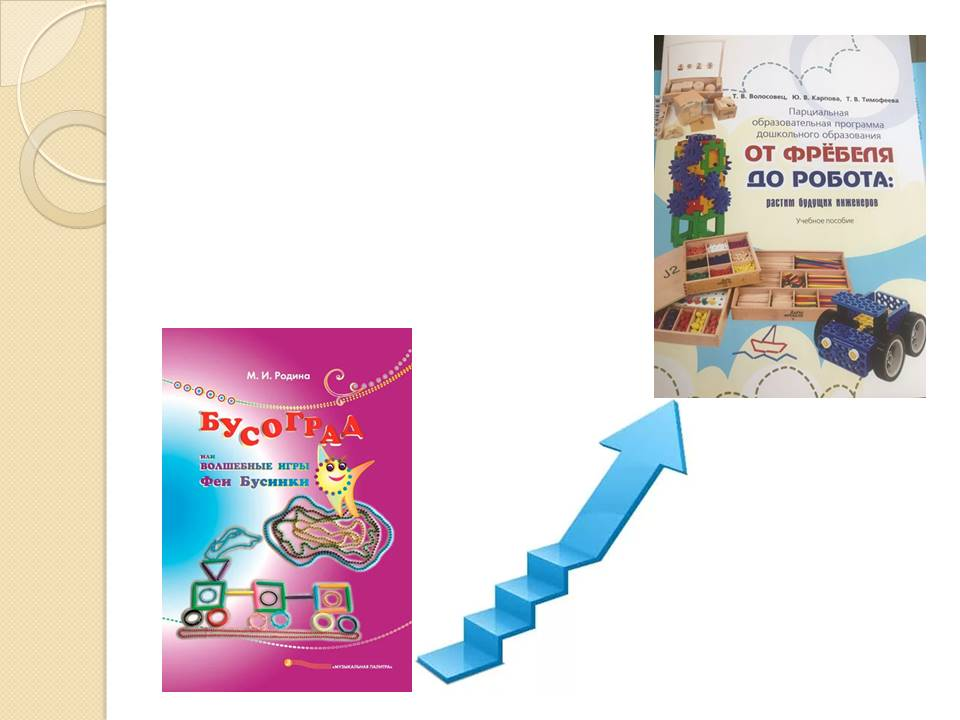 Т. В. Волосовец, Ю. В. Карпова, Т. В. Тимофеева
Парциальная
образовательная программа
дошкольного образования
ОТ ФРЁБЕЛЯ
ДО РОБОТА:
растим будущих инженеров
Учебное пособие
J2
М. И. Родина
БУСОГРАД
или
ВОЛШЕБНЫЕ ИГРЫ
Феи Бусинки
«МУЗЫКАЛЬНАЯ ПАЛИТРА»